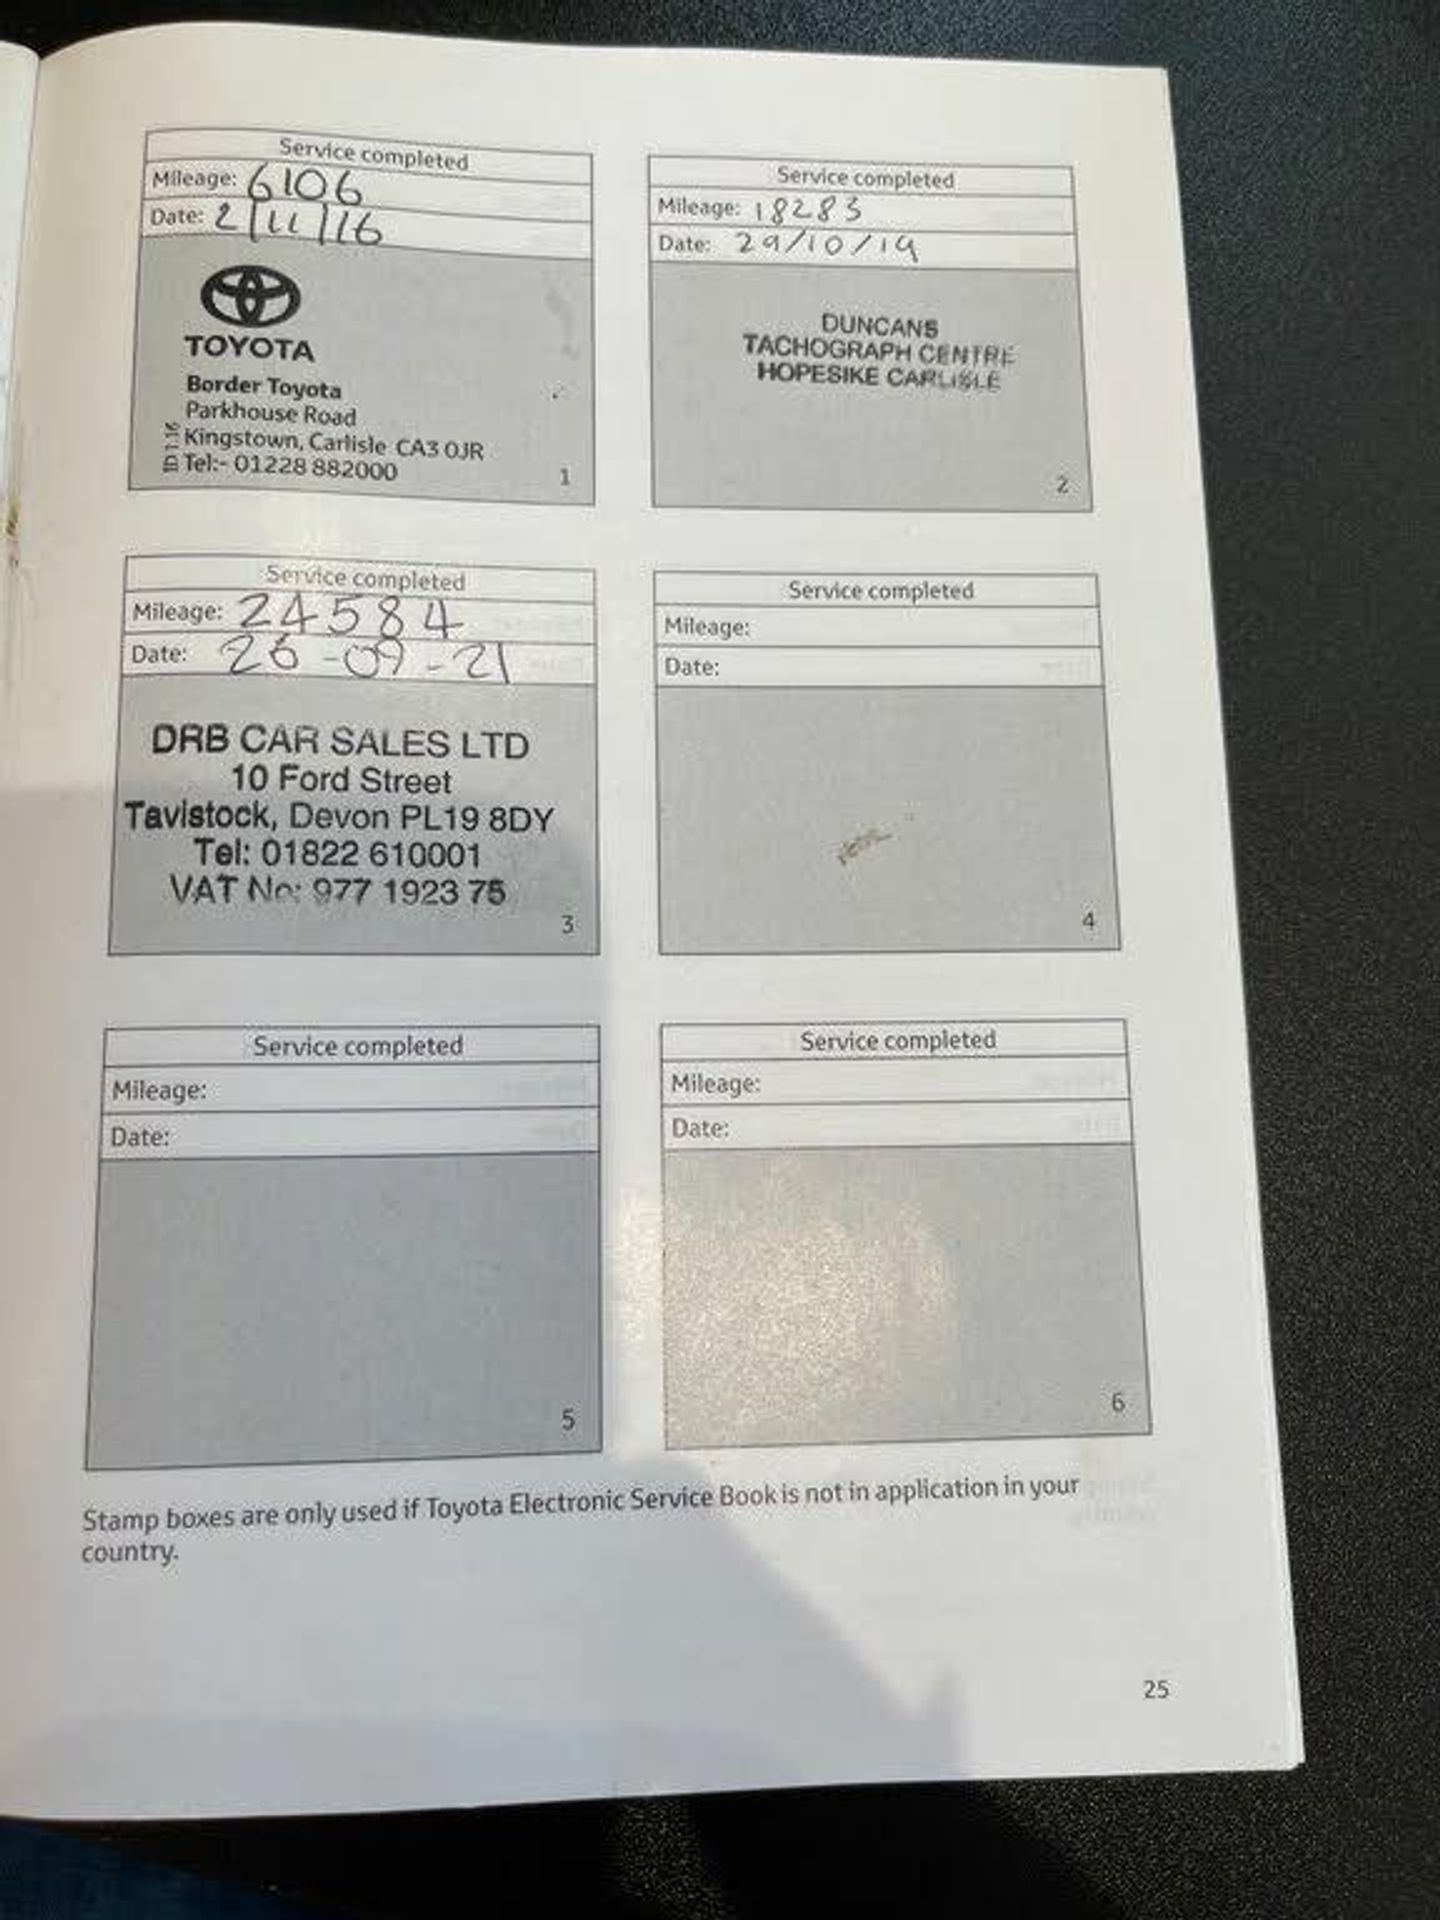 Service completed
Mileage: 6106
Date: 2/11/16
TOYOTA
Border Toyota
Parkhouse Road
Kingstown, Carlisle CA3 0JR
Tel:- 01228 882000
1
Service completed
Mileage: 18283
Date: 29/10/19
DUNCANS
TACHOGRAPH CENTRE
HOPESIKE CARLISLE
2
Service completed
Mileage: 24584
Date: 26-09-21
DRB CAR SALES LTD
10 Ford Street
Tavistock, Devon PL19 8DY
Tel: 01822 610001
VAT No: 977 1923 75
3
Service completed
Mileage:
Date:
4
Service completed
Mileage:
Date:
5
Service completed
Mileage:
Date:
6
Stamp boxes are only used if Toyota Electronic Service Book is not in application in your
country.
25